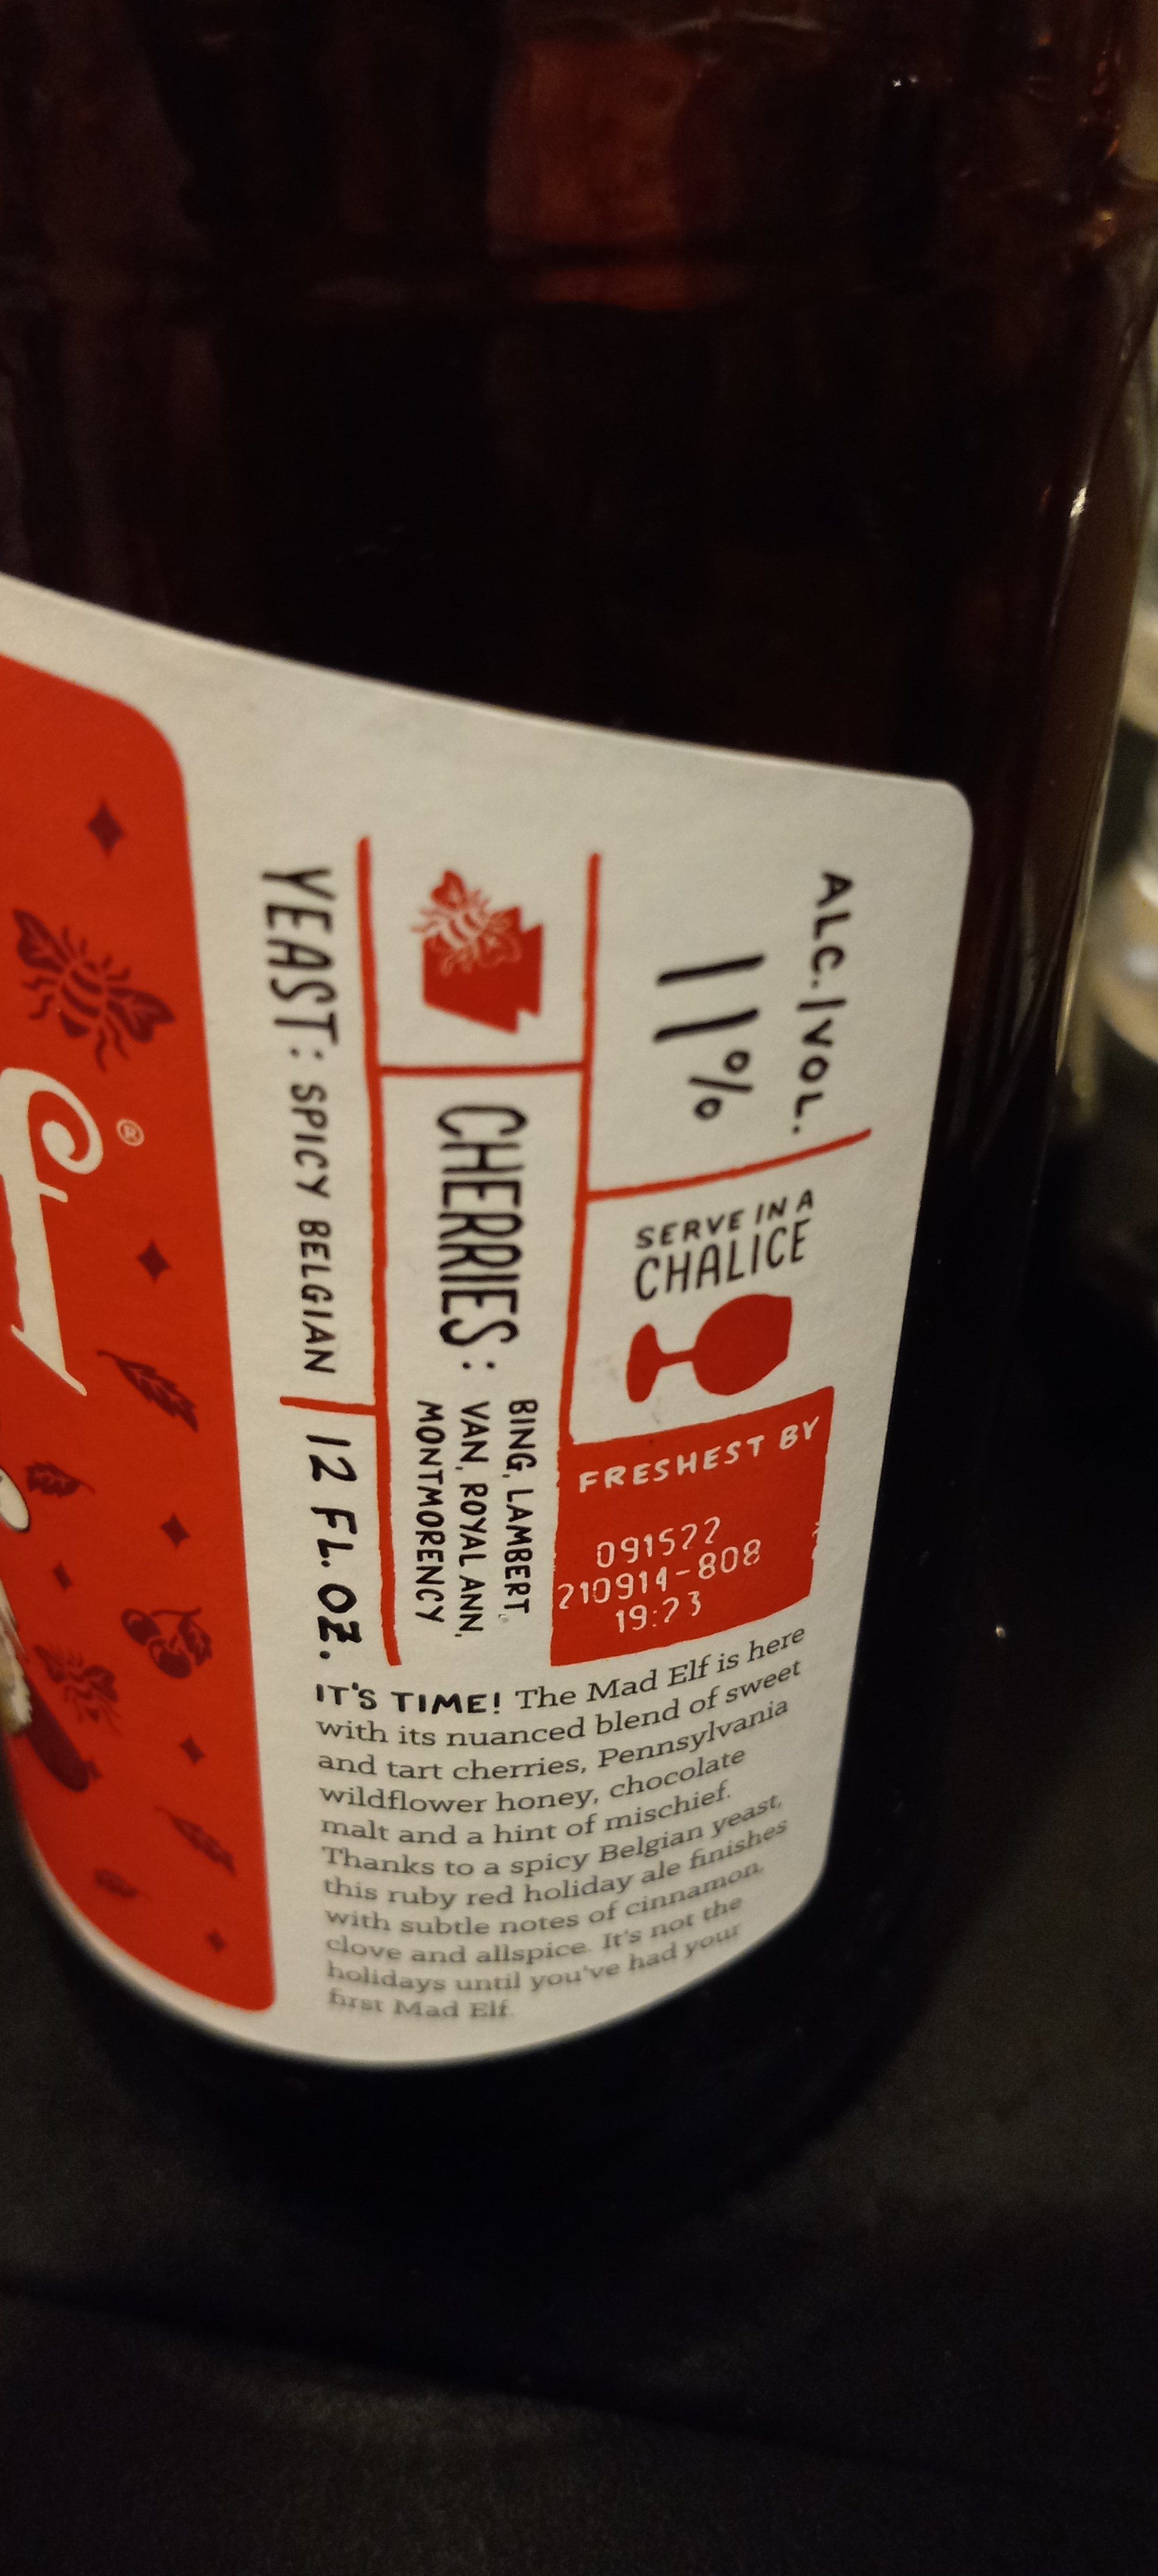 ALC. / VOL.
11%
SERVE IN A
CHALICE
FRESHEST BY
091522
210914-808
19:23
CHERRIES:
BING, LAMBERT,
VAN, ROYAL ANN,
MONTMORENCY
YEAST: SPICY BELGIAN
12 FL. OZ.
IT'S TIME! The Mad Elf is here
with its nuanced blend of sweet
and tart cherries, Pennsylvania
wildflower honey, chocolate
malt and a hint of mischief.
Thanks to a spicy Belgian yeast,
this ruby red holiday ale finishes
with subtle notes of cinnamon,
clove and allspice. It's not the
holidays until you've had your
first Mad Elf.
®